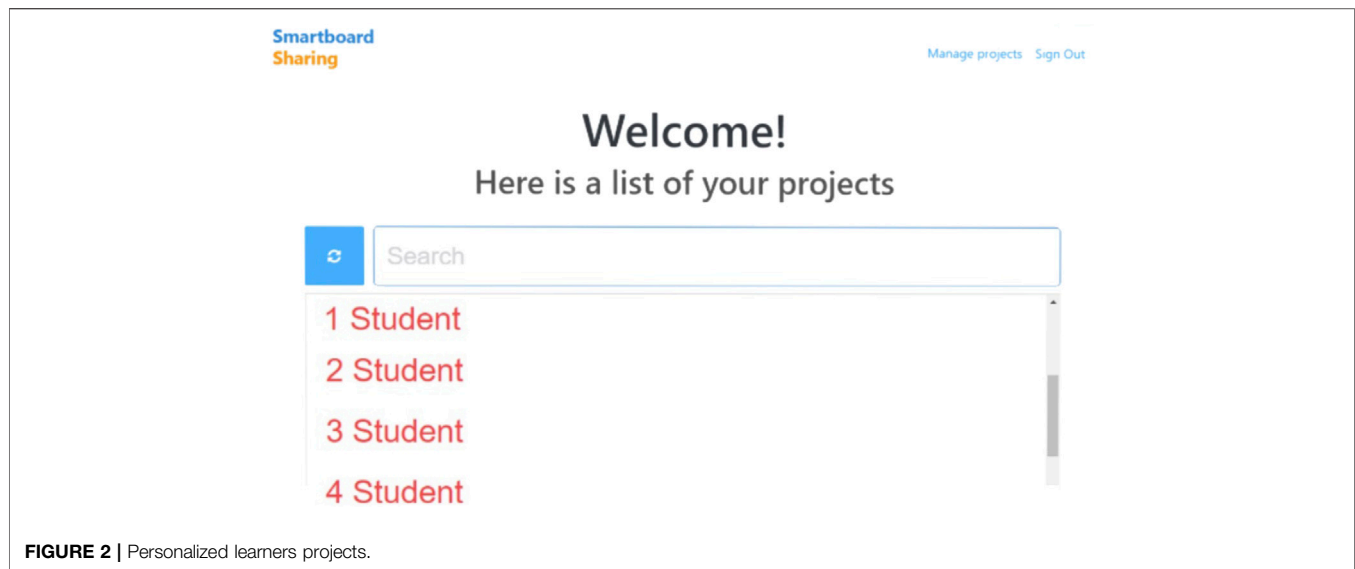 Smartboard
Sharing
Manage projects Sign Out
Welcome!
Here is a list of your projects
Search
1 Student
2 Student
3 Student
4 Student
FIGURE 2 | Personalized learners projects.